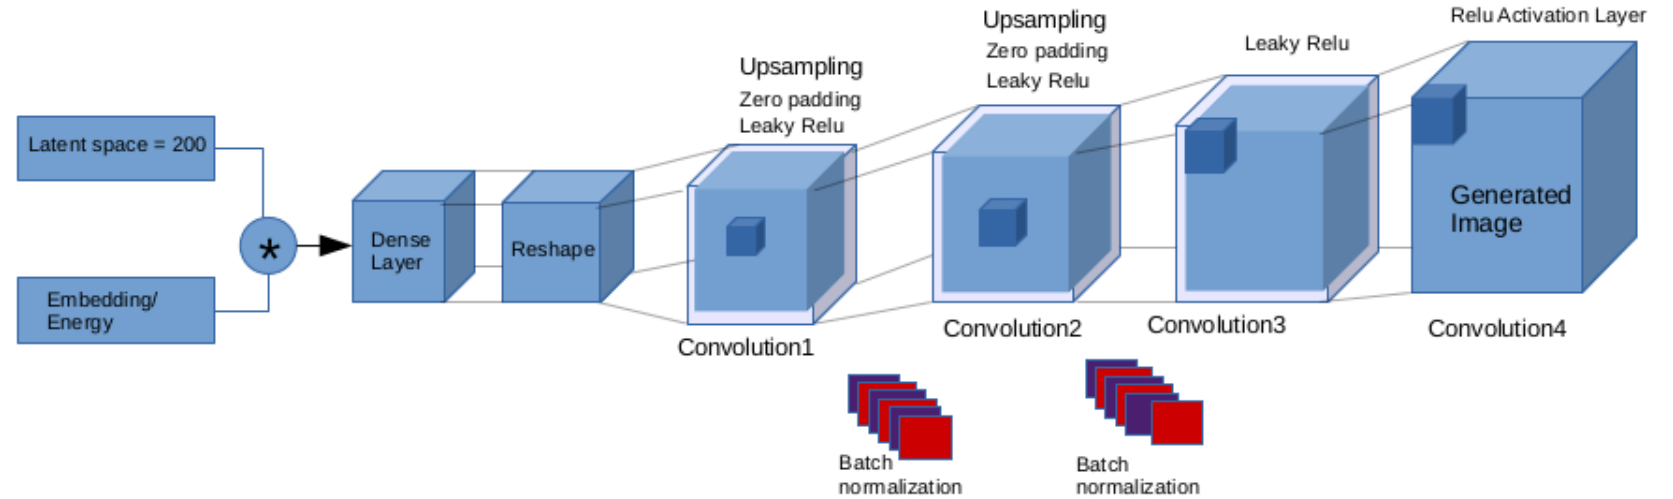 Relu Activation Layer
Upsampling
Zero padding
Leaky Relu
Leaky Relu
Upsampling
Zero padding
Leaky Relu
Latent space = 200
*
Embedding/
Energy
Dense
Layer
Reshape
Generated
Image
Convolution1
Convolution2
Convolution3
Convolution4
Batch
normalization
Batch
normalization